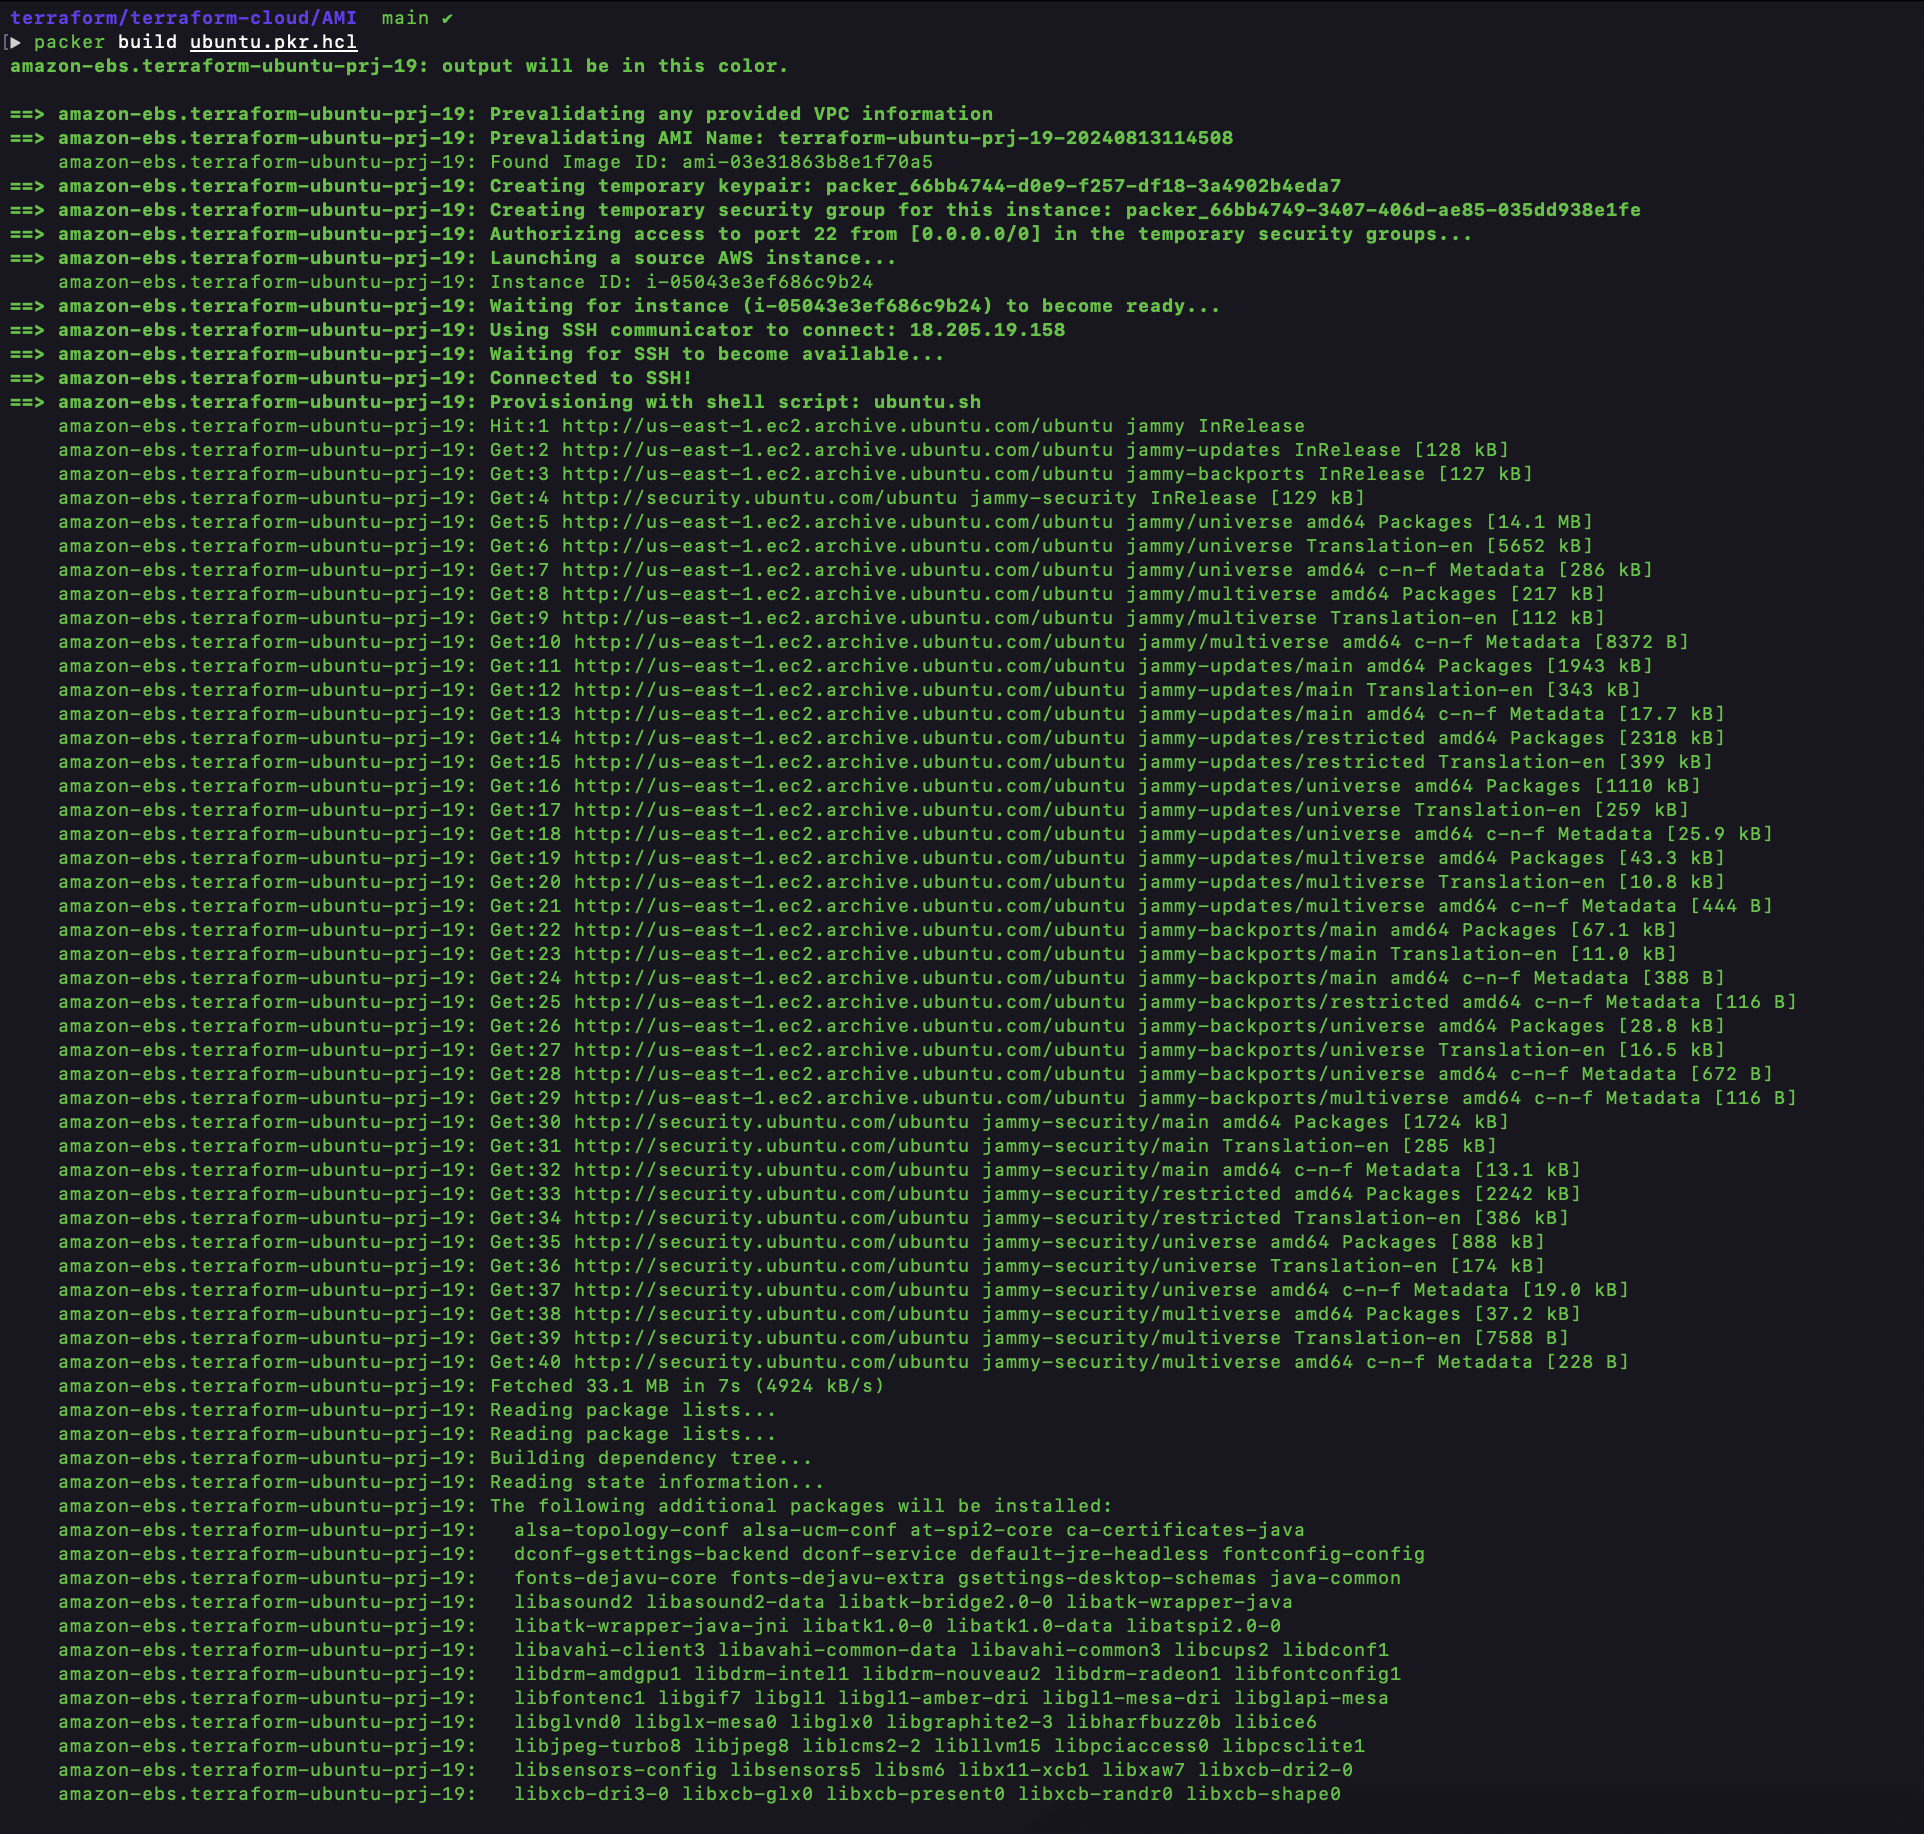 terraform/terraform-cloud/AMI  main ✔
[▶ packer build ubuntu.pkr.hcl
amazon-ebs.terraform-ubuntu-prj-19: output will be in this color.

==> amazon-ebs.terraform-ubuntu-prj-19: Prevalidating any provided VPC information
==> amazon-ebs.terraform-ubuntu-prj-19: Prevalidating AMI Name: terraform-ubuntu-prj-19-20240813114508
    amazon-ebs.terraform-ubuntu-prj-19: Found Image ID: ami-03e31863b8e1f70a5
==> amazon-ebs.terraform-ubuntu-prj-19: Creating temporary keypair: packer_66bb4744-d0e9-f257-df18-3a4902b4eda7
==> amazon-ebs.terraform-ubuntu-prj-19: Creating temporary security group for this instance: packer_66bb4749-3407-406d-ae85-035dd938e1fe
==> amazon-ebs.terraform-ubuntu-prj-19: Authorizing access to port 22 from [0.0.0.0/0] in the temporary security groups...
==> amazon-ebs.terraform-ubuntu-prj-19: Launching a source AWS instance...
    amazon-ebs.terraform-ubuntu-prj-19: Instance ID: i-05043e3ef686c9b24
==> amazon-ebs.terraform-ubuntu-prj-19: Waiting for instance (i-05043e3ef686c9b24) to become ready...
==> amazon-ebs.terraform-ubuntu-prj-19: Using SSH communicator to connect: 18.205.19.158
==> amazon-ebs.terraform-ubuntu-prj-19: Waiting for SSH to become available...
==> amazon-ebs.terraform-ubuntu-prj-19: Connected to SSH!
==> amazon-ebs.terraform-ubuntu-prj-19: Provisioning with shell script: ubuntu.sh
    amazon-ebs.terraform-ubuntu-prj-19: Hit:1 http://us-east-1.ec2.archive.ubuntu.com/ubuntu jammy InRelease
    amazon-ebs.terraform-ubuntu-prj-19: Get:2 http://us-east-1.ec2.archive.ubuntu.com/ubuntu jammy-updates InRelease [128 kB]
    amazon-ebs.terraform-ubuntu-prj-19: Get:3 http://us-east-1.ec2.archive.ubuntu.com/ubuntu jammy-backports InRelease [127 kB]
    amazon-ebs.terraform-ubuntu-prj-19: Get:4 http://security.ubuntu.com/ubuntu jammy-security InRelease [129 kB]
    amazon-ebs.terraform-ubuntu-prj-19: Get:5 http://us-east-1.ec2.archive.ubuntu.com/ubuntu jammy/universe amd64 Packages [14.1 MB]
    amazon-ebs.terraform-ubuntu-prj-19: Get:6 http://us-east-1.ec2.archive.ubuntu.com/ubuntu jammy/universe Translation-en [5652 kB]
    amazon-ebs.terraform-ubuntu-prj-19: Get:7 http://us-east-1.ec2.archive.ubuntu.com/ubuntu jammy/universe amd64 c-n-f Metadata [286 kB]
    amazon-ebs.terraform-ubuntu-prj-19: Get:8 http://us-east-1.ec2.archive.ubuntu.com/ubuntu jammy/multiverse amd64 Packages [217 kB]
    amazon-ebs.terraform-ubuntu-prj-19: Get:9 http://us-east-1.ec2.archive.ubuntu.com/ubuntu jammy/multiverse Translation-en [112 kB]
    amazon-ebs.terraform-ubuntu-prj-19: Get:10 http://us-east-1.ec2.archive.ubuntu.com/ubuntu jammy/multiverse amd64 c-n-f Metadata [8372 B]
    amazon-ebs.terraform-ubuntu-prj-19: Get:11 http://us-east-1.ec2.archive.ubuntu.com/ubuntu jammy-updates/main amd64 Packages [1943 kB]
    amazon-ebs.terraform-ubuntu-prj-19: Get:12 http://us-east-1.ec2.archive.ubuntu.com/ubuntu jammy-updates/main Translation-en [343 kB]
    amazon-ebs.terraform-ubuntu-prj-19: Get:13 http://us-east-1.ec2.archive.ubuntu.com/ubuntu jammy-updates/main amd64 c-n-f Metadata [17.7 kB]
    amazon-ebs.terraform-ubuntu-prj-19: Get:14 http://us-east-1.ec2.archive.ubuntu.com/ubuntu jammy-updates/restricted amd64 Packages [2318 kB]
    amazon-ebs.terraform-ubuntu-prj-19: Get:15 http://us-east-1.ec2.archive.ubuntu.com/ubuntu jammy-updates/restricted Translation-en [399 kB]
    amazon-ebs.terraform-ubuntu-prj-19: Get:16 http://us-east-1.ec2.archive.ubuntu.com/ubuntu jammy-updates/universe amd64 Packages [1110 kB]
    amazon-ebs.terraform-ubuntu-prj-19: Get:17 http://us-east-1.ec2.archive.ubuntu.com/ubuntu jammy-updates/universe Translation-en [259 kB]
    amazon-ebs.terraform-ubuntu-prj-19: Get:18 http://us-east-1.ec2.archive.ubuntu.com/ubuntu jammy-updates/universe amd64 c-n-f Metadata [25.9 kB]
    amazon-ebs.terraform-ubuntu-prj-19: Get:19 http://us-east-1.ec2.archive.ubuntu.com/ubuntu jammy-updates/multiverse amd64 Packages [43.3 kB]
    amazon-ebs.terraform-ubuntu-prj-19: Get:20 http://us-east-1.ec2.archive.ubuntu.com/ubuntu jammy-updates/multiverse Translation-en [10.8 kB]
    amazon-ebs.terraform-ubuntu-prj-19: Get:21 http://us-east-1.ec2.archive.ubuntu.com/ubuntu jammy-updates/multiverse amd64 c-n-f Metadata [444 B]
    amazon-ebs.terraform-ubuntu-prj-19: Get:22 http://us-east-1.ec2.archive.ubuntu.com/ubuntu jammy-backports/main amd64 Packages [67.1 kB]
    amazon-ebs.terraform-ubuntu-prj-19: Get:23 http://us-east-1.ec2.archive.ubuntu.com/ubuntu jammy-backports/main Translation-en [11.0 kB]
    amazon-ebs.terraform-ubuntu-prj-19: Get:24 http://us-east-1.ec2.archive.ubuntu.com/ubuntu jammy-backports/main amd64 c-n-f Metadata [388 B]
    amazon-ebs.terraform-ubuntu-prj-19: Get:25 http://us-east-1.ec2.archive.ubuntu.com/ubuntu jammy-backports/restricted amd64 c-n-f Metadata [116 B]
    amazon-ebs.terraform-ubuntu-prj-19: Get:26 http://us-east-1.ec2.archive.ubuntu.com/ubuntu jammy-backports/universe amd64 Packages [28.8 kB]
    amazon-ebs.terraform-ubuntu-prj-19: Get:27 http://us-east-1.ec2.archive.ubuntu.com/ubuntu jammy-backports/universe Translation-en [16.5 kB]
    amazon-ebs.terraform-ubuntu-prj-19: Get:28 http://us-east-1.ec2.archive.ubuntu.com/ubuntu jammy-backports/universe amd64 c-n-f Metadata [672 B]
    amazon-ebs.terraform-ubuntu-prj-19: Get:29 http://us-east-1.ec2.archive.ubuntu.com/ubuntu jammy-backports/multiverse amd64 c-n-f Metadata [116 B]
    amazon-ebs.terraform-ubuntu-prj-19: Get:30 http://security.ubuntu.com/ubuntu jammy-security/main amd64 Packages [1724 kB]
    amazon-ebs.terraform-ubuntu-prj-19: Get:31 http://security.ubuntu.com/ubuntu jammy-security/main Translation-en [285 kB]
    amazon-ebs.terraform-ubuntu-prj-19: Get:32 http://security.ubuntu.com/ubuntu jammy-security/main amd64 c-n-f Metadata [13.1 kB]
    amazon-ebs.terraform-ubuntu-prj-19: Get:33 http://security.ubuntu.com/ubuntu jammy-security/restricted amd64 Packages [2242 kB]
    amazon-ebs.terraform-ubuntu-prj-19: Get:34 http://security.ubuntu.com/ubuntu jammy-security/restricted Translation-en [386 kB]
    amazon-ebs.terraform-ubuntu-prj-19: Get:35 http://security.ubuntu.com/ubuntu jammy-security/universe amd64 Packages [888 kB]
    amazon-ebs.terraform-ubuntu-prj-19: Get:36 http://security.ubuntu.com/ubuntu jammy-security/universe Translation-en [174 kB]
    amazon-ebs.terraform-ubuntu-prj-19: Get:37 http://security.ubuntu.com/ubuntu jammy-security/universe amd64 c-n-f Metadata [19.0 kB]
    amazon-ebs.terraform-ubuntu-prj-19: Get:38 http://security.ubuntu.com/ubuntu jammy-security/multiverse amd64 Packages [37.2 kB]
    amazon-ebs.terraform-ubuntu-prj-19: Get:39 http://security.ubuntu.com/ubuntu jammy-security/multiverse Translation-en [7588 B]
    amazon-ebs.terraform-ubuntu-prj-19: Get:40 http://security.ubuntu.com/ubuntu jammy-security/multiverse amd64 c-n-f Metadata [228 B]
    amazon-ebs.terraform-ubuntu-prj-19: Fetched 33.1 MB in 7s (4924 kB/s)
    amazon-ebs.terraform-ubuntu-prj-19: Reading package lists...
    amazon-ebs.terraform-ubuntu-prj-19: Reading package lists...
    amazon-ebs.terraform-ubuntu-prj-19: Building dependency tree...
    amazon-ebs.terraform-ubuntu-prj-19: Reading state information...
    amazon-ebs.terraform-ubuntu-prj-19: The following additional packages will be installed:
    amazon-ebs.terraform-ubuntu-prj-19:   alsa-topology-conf alsa-ucm-conf at-spi2-core ca-certificates-java
    amazon-ebs.terraform-ubuntu-prj-19:   dconf-gsettings-backend dconf-service default-jre-headless fontconfig-config
    amazon-ebs.terraform-ubuntu-prj-19:   fonts-dejavu-core fonts-dejavu-extra gsettings-desktop-schemas java-common
    amazon-ebs.terraform-ubuntu-prj-19:   libasound2 libasound2-data libatk-bridge2.0-0 libatk-wrapper-java
    amazon-ebs.terraform-ubuntu-prj-19:   libatk-wrapper-java-jni libatk1.0-0 libatk1.0-data libatspi2.0-0
    amazon-ebs.terraform-ubuntu-prj-19:   libavahi-client3 libavahi-common-data libavahi-common3 libcups2 libdconf1
    amazon-ebs.terraform-ubuntu-prj-19:   libdrm-amdgpu1 libdrm-intel1 libdrm-nouveau2 libdrm-radeon1 libfontconfig1
    amazon-ebs.terraform-ubuntu-prj-19:   libfontenc1 libgif7 libgl1 libgl1-amber-dri libgl1-mesa-dri libglapi-mesa
    amazon-ebs.terraform-ubuntu-prj-19:   libglvnd0 libglx-mesa0 libglx0 libgraphite2-3 libharfbuzz0b libice6
    amazon-ebs.terraform-ubuntu-prj-19:   libjpeg-turbo8 libjpeg8 liblcms2-2 libllvm15 libpciaccess0 libpcsclite1
    amazon-ebs.terraform-ubuntu-prj-19:   libsensors-config libsensors5 libsm6 libx11-xcb1 libxaw7 libxcb-dri2-0
    amazon-ebs.terraform-ubuntu-prj-19:   libxcb-dri3-0 libxcb-glx0 libxcb-present0 libxcb-randr0 libxcb-shape0